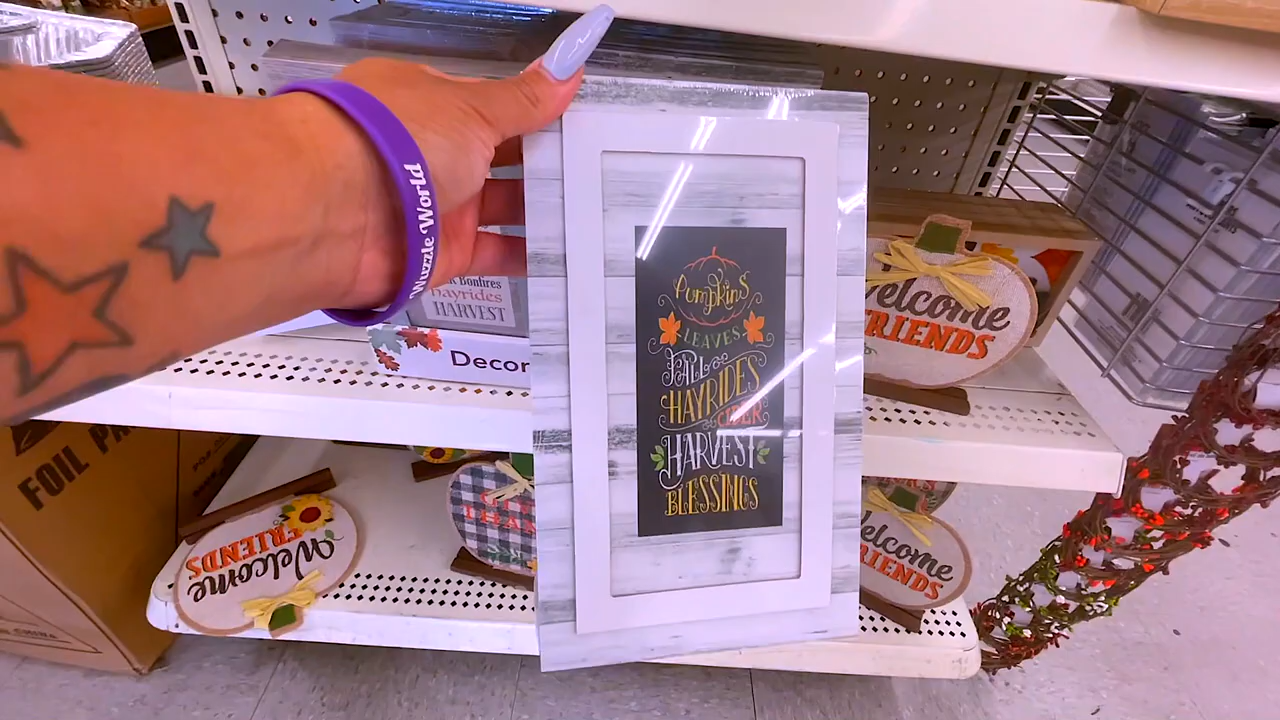 Wuzzle World
Bonfires
hayrides
HARVEST
Decor
PumpkinS
LEAVES
FALL
HAYRIDES
CIDER
HARVEST
BLESSINGS
Welcome
FRIENDS
FOIL PA
Welcome
FRIENDS
Welcome
FRIENDS